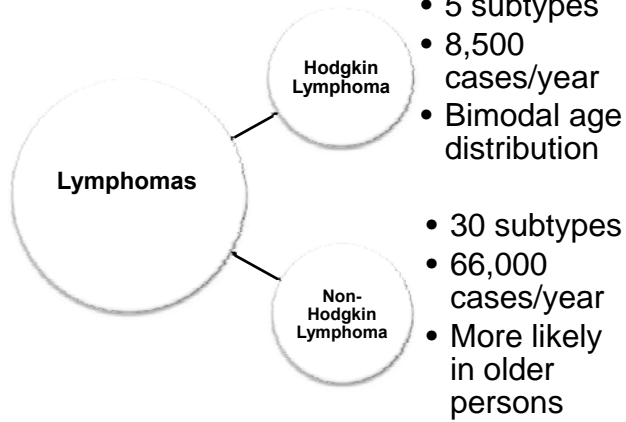 • 5 subtypes
• 8,500
cases/year
• Bimodal age
distribution
Hodgkin
Lymphoma
Lymphomas
• 30 subtypes
• 66,000
cases/year
• More likely
in older
persons
Non-
Hodgkin
Lymphoma